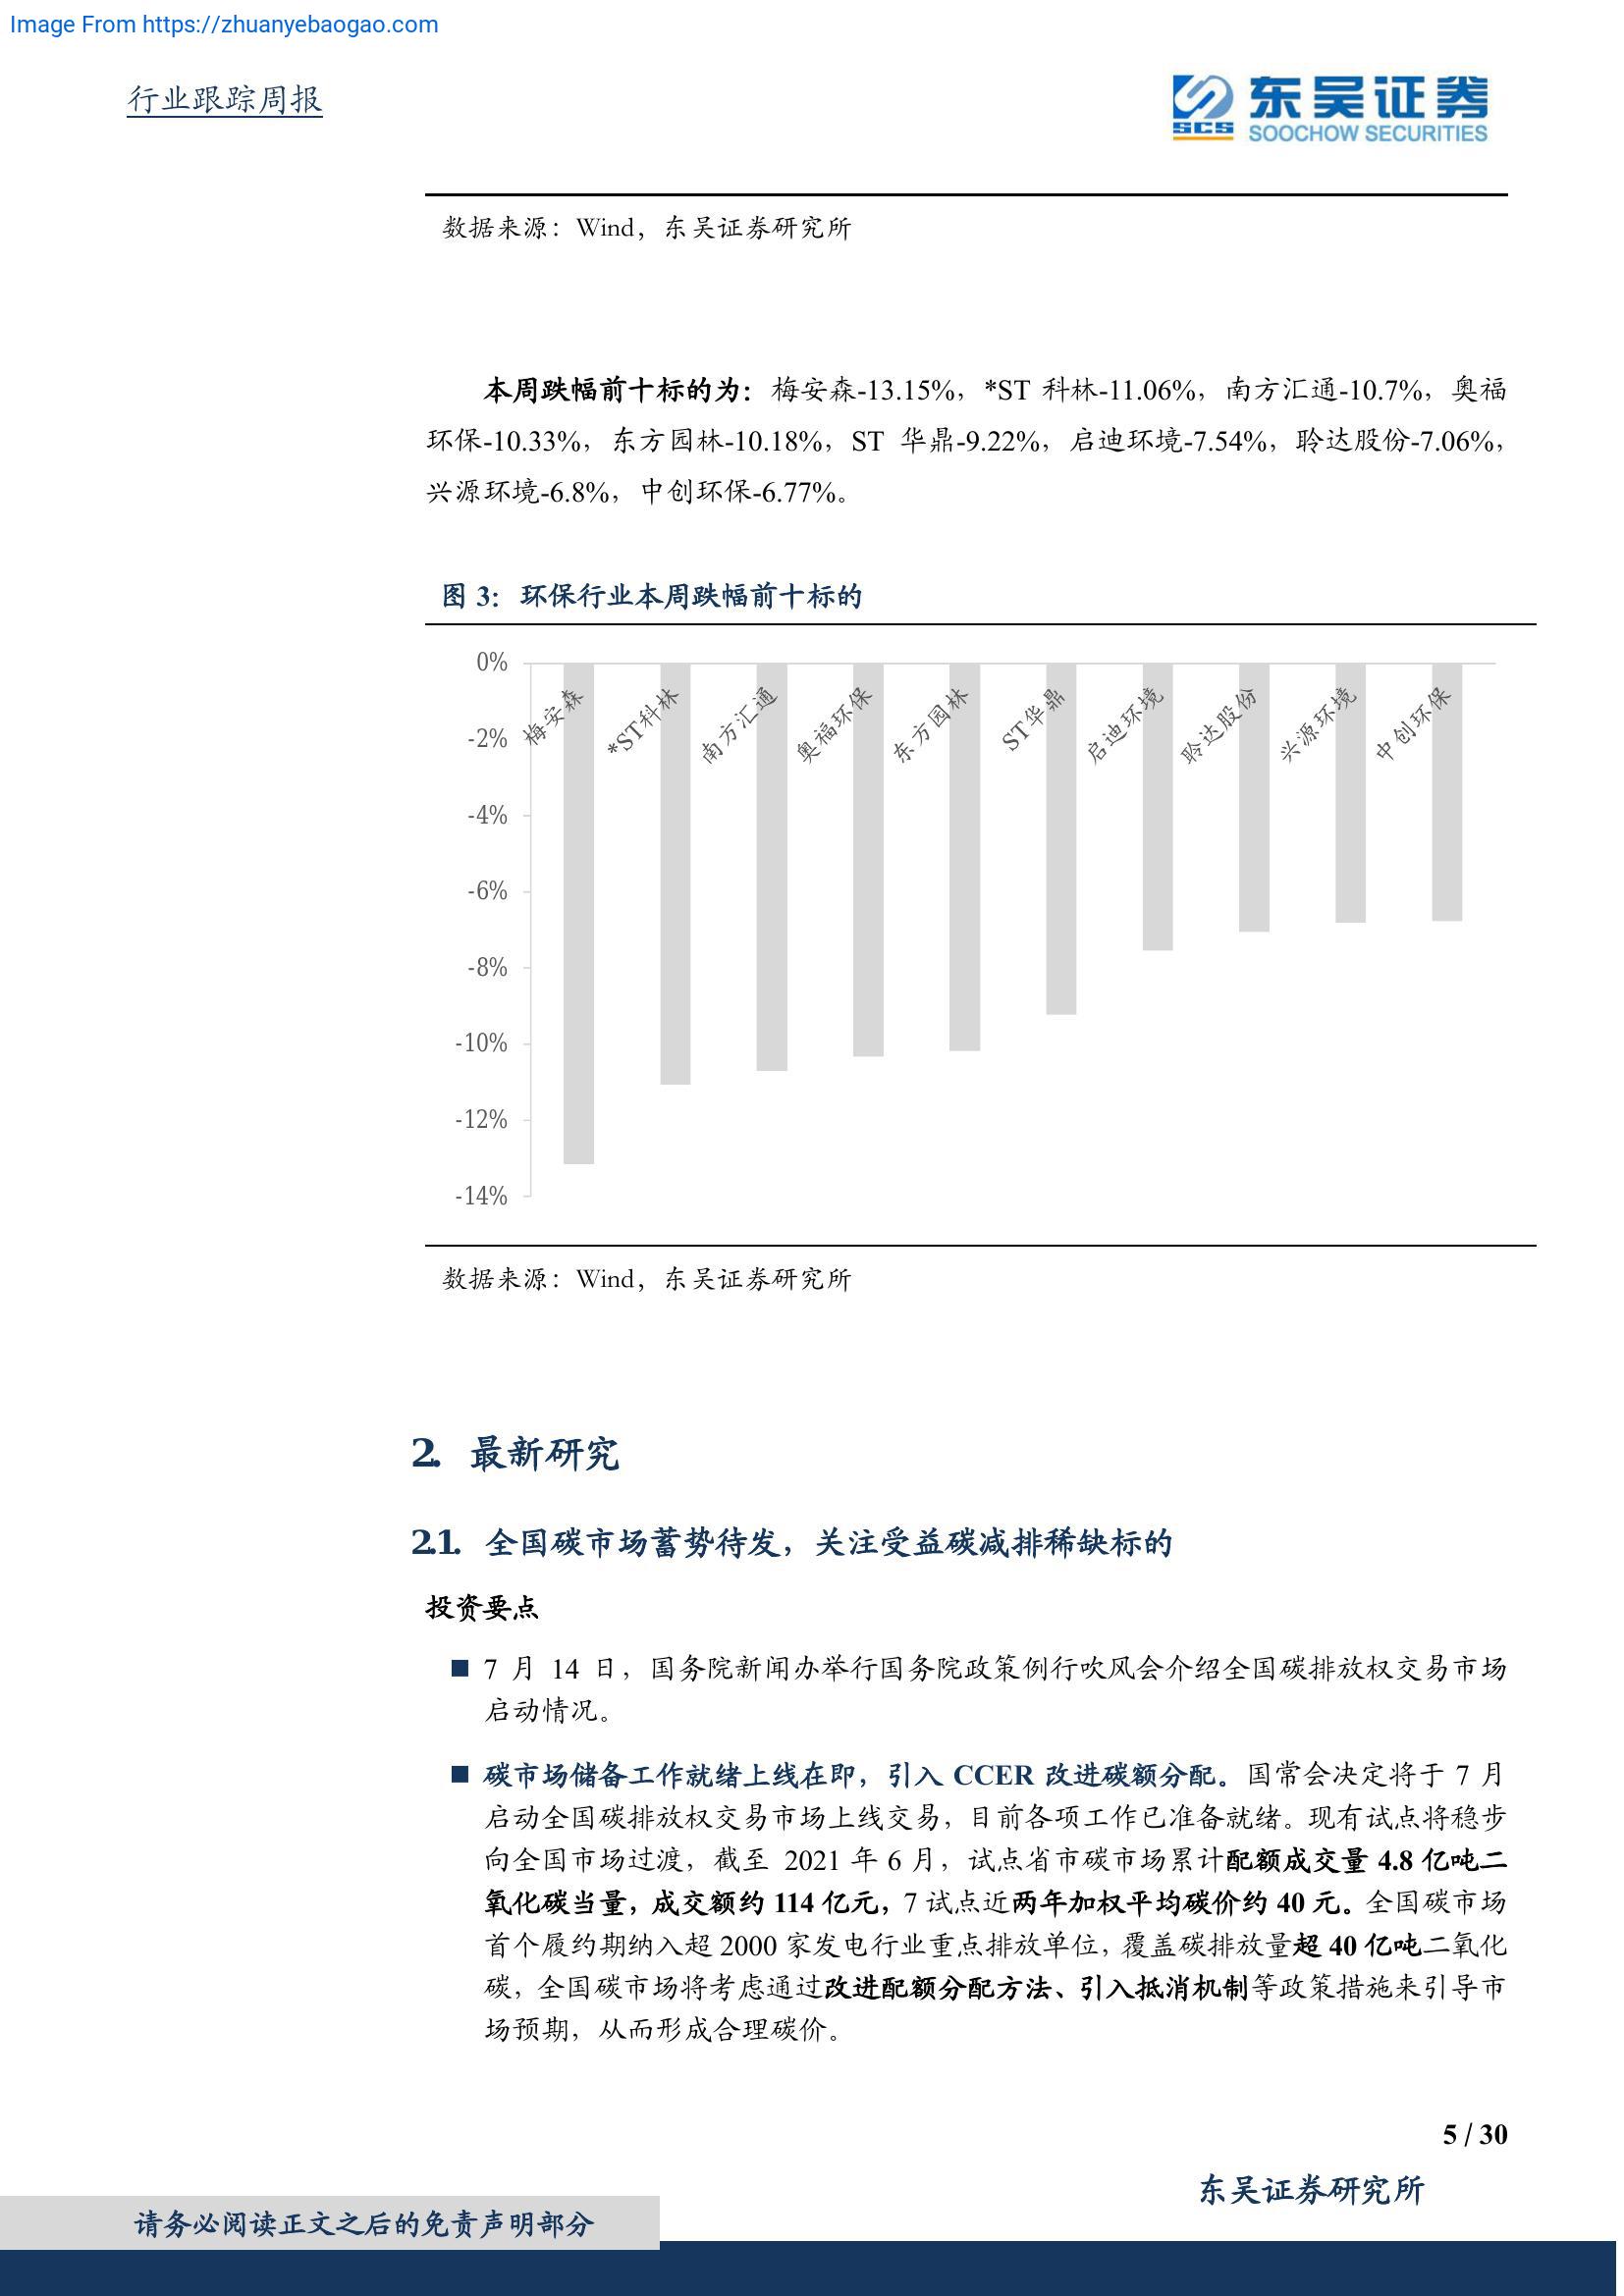 Image From https://zhuanyebaogao.com
行业跟踪周报
SCS 东吴证券
SOOCHOW SECURITIES
数据来源：Wind，东吴证券研究所
本周跌幅前十标的为：梅安森-13.15%，*ST 科林-11.06%，南方汇通-10.7%，奥福
环保-10.33%，东方园林-10.18%，ST 华鼎-9.22%，启迪环境-7.54%，聆达股份-7.06%，
兴源环境-6.8%，中创环保-6.77%。
图 3：环保行业本周跌幅前十标的
0%
-2%
-4%
-6%
-8%
-10%
-12%
-14%
梅安森
*ST科林
南方汇通
奥福环保
东方园林
ST华鼎
启迪环境
聆达股份
兴源环境
中创环保
数据来源：Wind，东吴证券研究所
2. 最新研究
2.1. 全国碳市场蓄势待发，关注受益碳减排稀缺标的
投资要点
■ 7 月 14 日，国务院新闻办举行国务院政策例行吹风会介绍全国碳排放权交易市场
启动情况。
■ 碳市场储备工作就绪上线在即，引入 CCER 改进碳额分配。国常会决定将于 7 月
启动全国碳排放权交易市场上线交易，目前各项工作已准备就绪。现有试点将稳步
向全国市场过渡，截至 2021 年 6 月，试点省市碳市场累计配额成交量 4.8 亿吨二
氧化碳当量，成交额约 114 亿元，7 试点近两年加权平均碳价约 40 元。全国碳市场
首个履约期纳入超 2000 家发电行业重点排放单位，覆盖碳排放量超 40 亿吨二氧化
碳，全国碳市场将考虑通过改进配额分配方法、引入抵消机制等政策措施来引导市
场预期，从而形成合理碳价。
5 / 30
东吴证券研究所
请务必阅读正文之后的免责声明部分